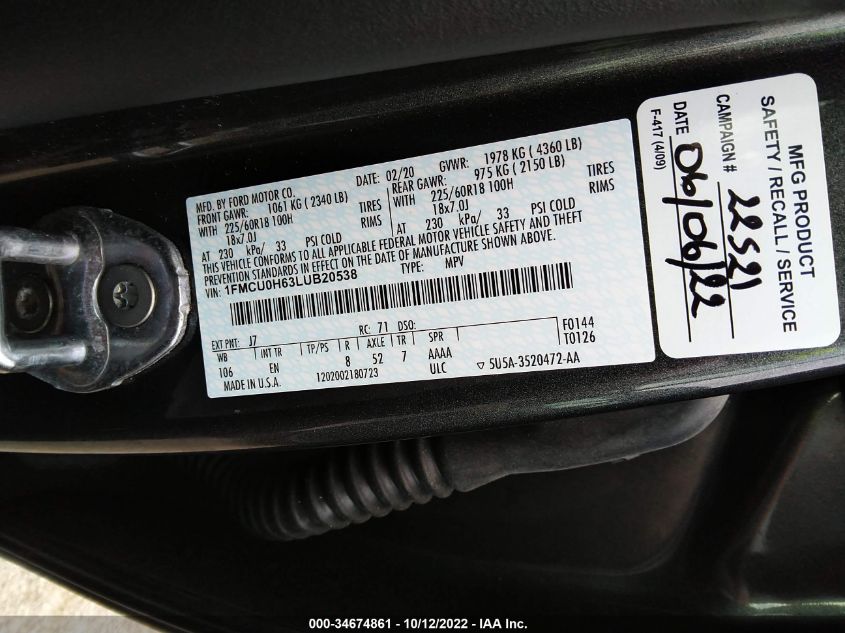 MFD. BY FORD MOTOR CO.
DATE: 02/20 GVWR: 1978 KG ( 4360 LB)
FRONT GAWR: 1061 KG ( 2340 LB)
REAR GAWR: 975 KG ( 2150 LB)
WITH 225/60R18 100H TIRES
WITH 225/60R18 100H TIRES
18x7.0J RIMS
18x7.0J RIMS
AT 230 kPa/ 33 PSI COLD
AT 230 kPa/ 33 PSI COLD
THIS VEHICLE CONFORMS TO ALL APPLICABLE FEDERAL MOTOR VEHICLE SAFETY AND THEFT
PREVENTION STANDARDS IN EFFECT ON THE DATE OF MANUFACTURE SHOWN ABOVE.
VIN: 1FMCU0H63LUB20538 TYPE: MPV
EXT PNT: J7 RC: 71 DSO: F0144
WB INT TR TP/PS R AXLE TR SPR T0126
106 EN 8 52 7 AAAA
MADE IN U.S.A. 1202002180723 ULC ▽ 5U5A-3520472-AA
MFG PRODUCT
SAFETY / RECALL / SERVICE
CAMPAIGN # 22S21
DATE 06/06/22
F-417 (4/09)
000-34674861 - 10/12/2022 - IAA Inc.